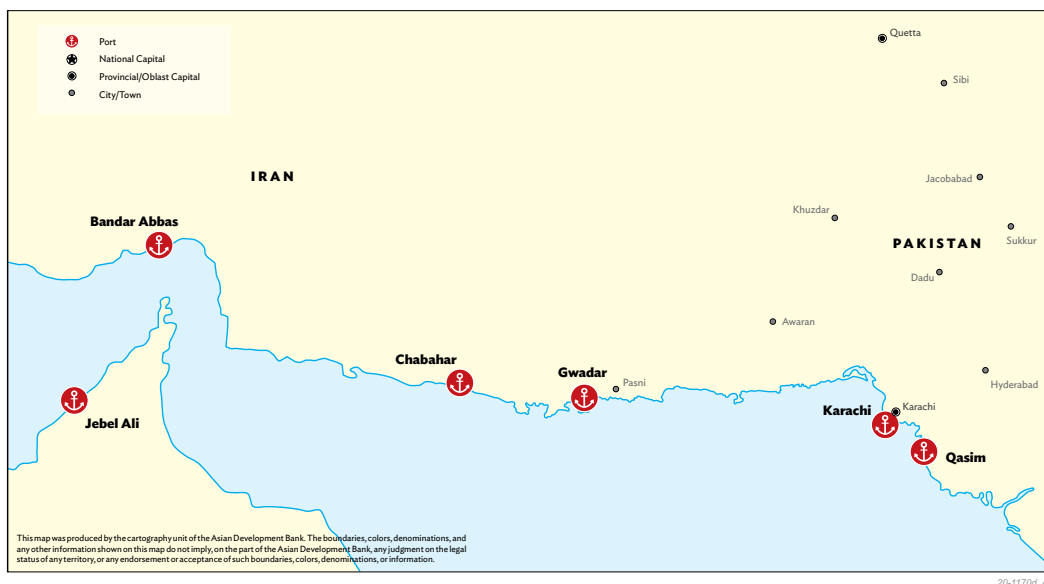 Port
National Capital
Provincial/Oblast Capital
City/Town
Quetta
Sibi
IRAN
Jacobabad
Khuzdar
Bandar Abbas
Sukkur
PAKISTAN
Dadu
Awaran
Chabahar
Gwadar
Pasni
Hyderabad
Jebel Ali
Karachi
Karachi
Qasim
This map was produced by the cartography unit of the Asian Development Bank. The boundaries, colors, denominations, and
any other information shown on this map do not imply, on the part of the Asian Development Bank, any judgment on the legal
status of any territory, or any endorsement or acceptance of such boundaries, colors, denominations, or information.